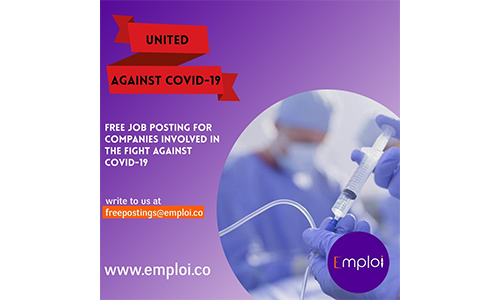 UNITED
AGAINST COVID-19
FREE JOB POSTING FOR
COMPANIES INVOLVED IN
THE FIGHT AGAINST
COVID-19
write to us at
freepostings@emploi.co
www.emploi.co
Emploi